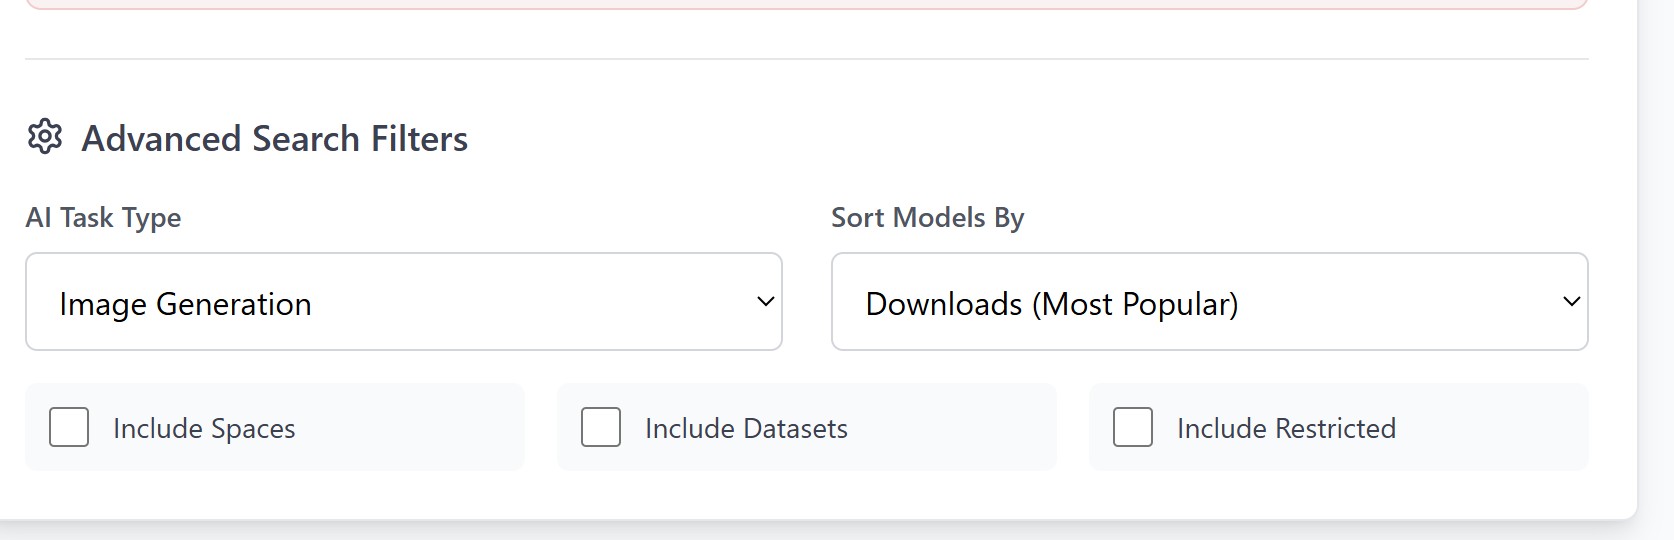 Advanced Search Filters
AI Task Type
Sort Models By
Image Generation
Downloads (Most Popular)
Include Spaces
Include Datasets
Include Restricted